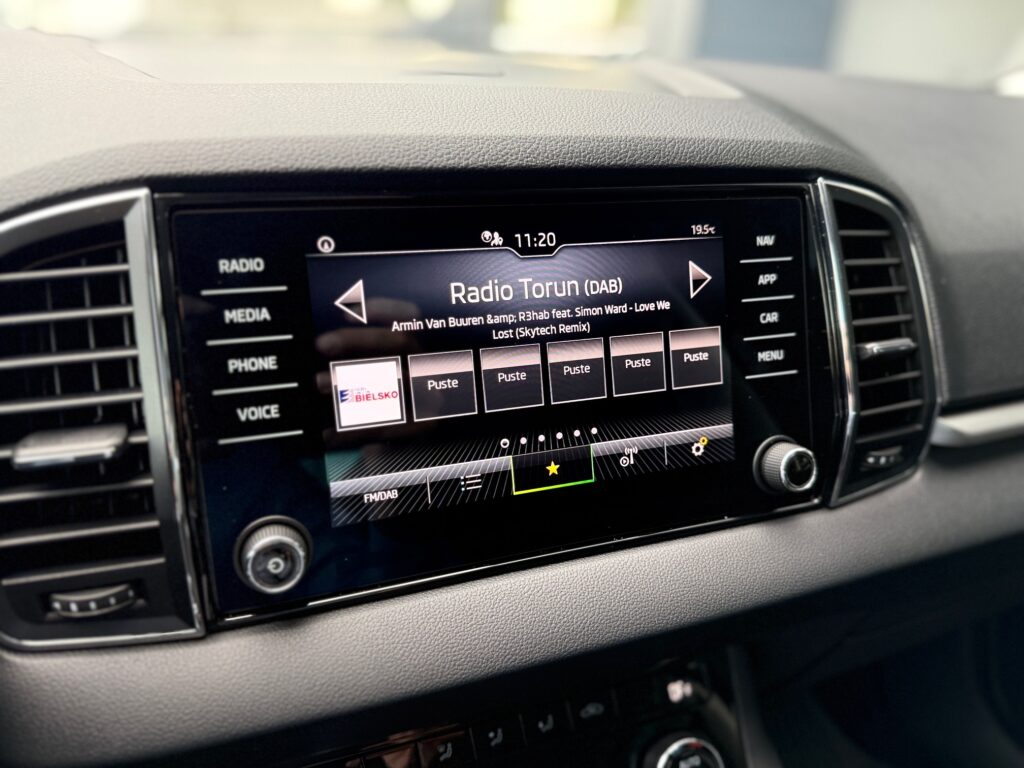 11:20
19.5°C
RADIO
MEDIA
PHONE
VOICE
Radio Torun (DAB)
Armin Van Buuren &amp; R3hab feat. Simon Ward - Love We
Lost (Skytech Remix)
BIELSKO
Puste
Puste
Puste
Puste
Puste
FM/DAB
NAV
APP
CAR
MENU